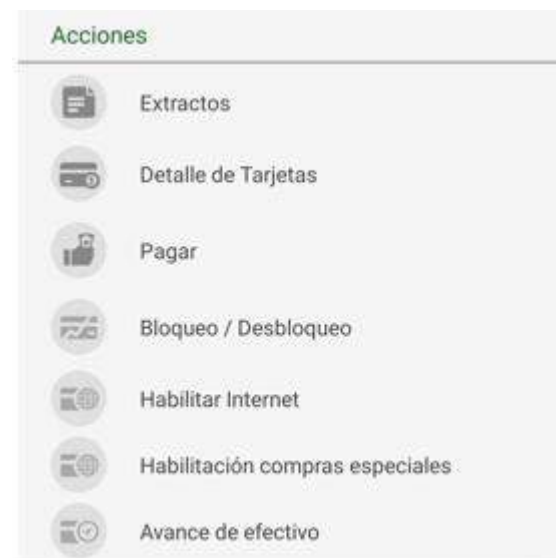 Acciones
Extractos
Detalle de Tarjetas
Pagar
Bloqueo / Desbloqueo
Habilitar Internet
Habilitación compras especiales
Avance de efectivo